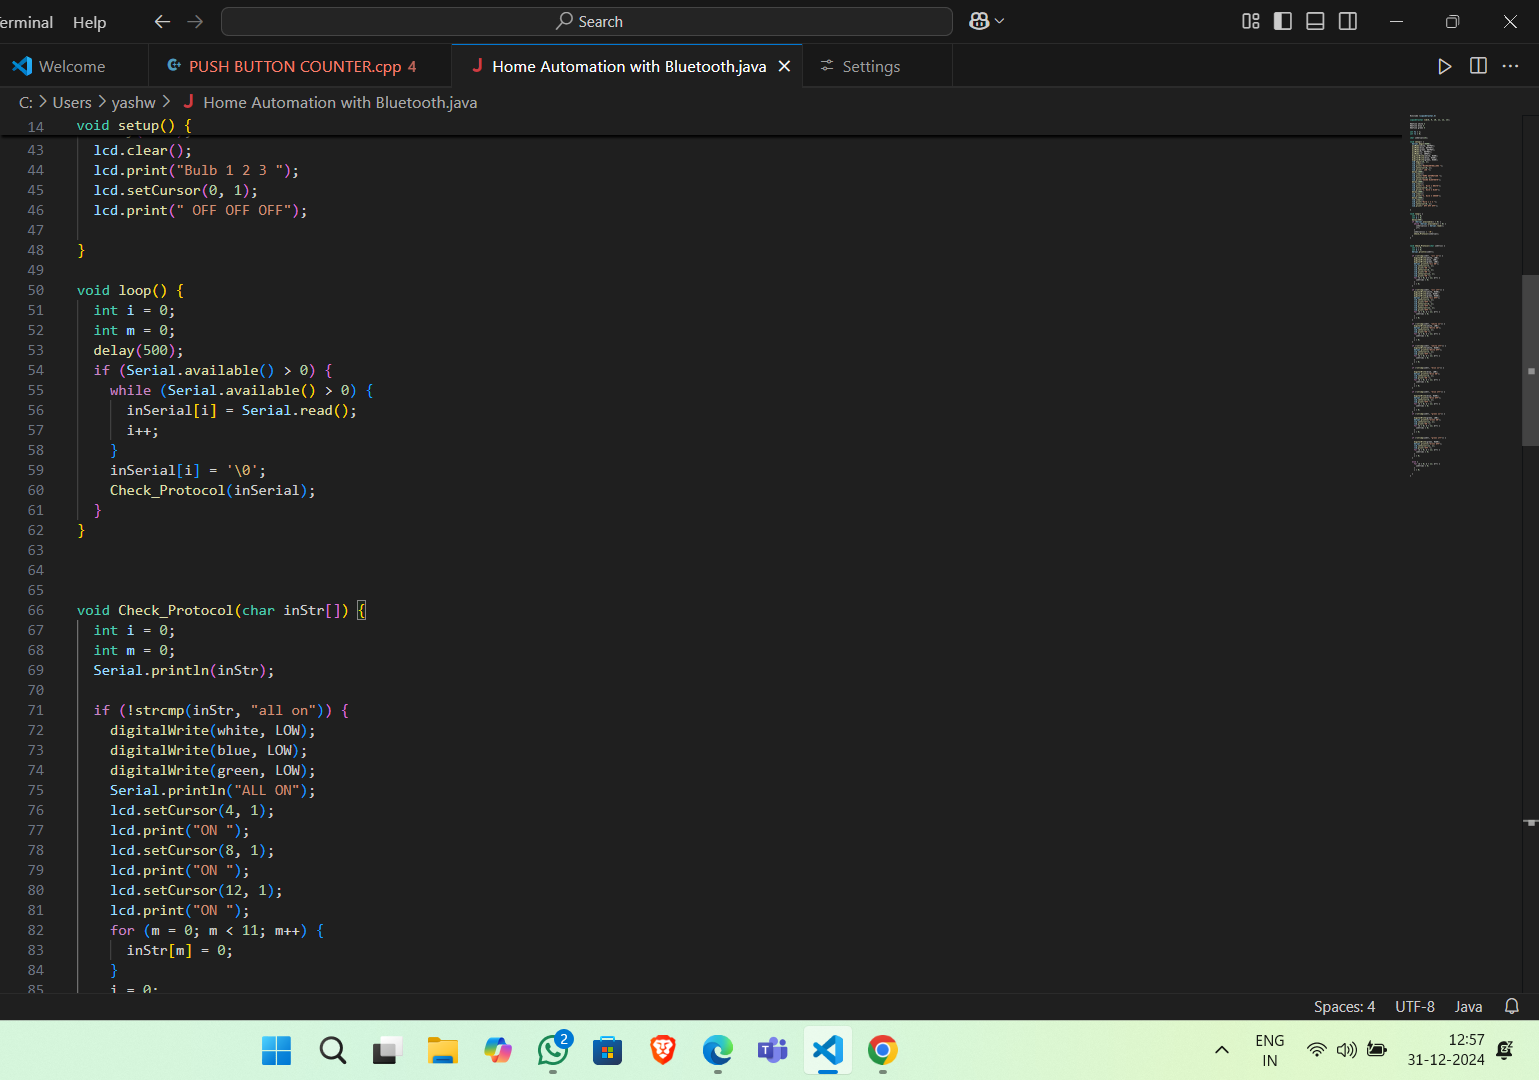 erminal Help Search
Welcome PUSH BUTTON COUNTER.cpp 4 Home Automation with Bluetooth.java Settings
C: > Users > yashw > Home Automation with Bluetooth.java
14 void setup() {
43 lcd.clear();
44 lcd.print("Bulb 1 2 3 ");
45 lcd.setCursor(0, 1);
46 lcd.print(" OFF OFF OFF");
47
48 }
49
50 void loop() {
51 int i = 0;
52 int m = 0;
53 delay(500);
54 if (Serial.available() > 0) {
55 while (Serial.available() > 0) {
56 inSerial[i] = Serial.read();
57 i++;
58 }
59 inSerial[i] = '\0';
60 Check_Protocol(inSerial);
61 }
62 }
63
64
65
66 void Check_Protocol(char inStr[]) {
67 int i = 0;
68 int m = 0;
69 Serial.println(inStr);
70
71 if (!strcmp(inStr, "all on")) {
72 digitalWrite(white, LOW);
73 digitalWrite(blue, LOW);
74 digitalWrite(green, LOW);
75 Serial.println("ALL ON");
76 lcd.setCursor(4, 1);
77 lcd.print("ON ");
78 lcd.setCursor(8, 1);
79 lcd.print("ON ");
80 lcd.setCursor(12, 1);
81 lcd.print("ON ");
82 for (m = 0; m < 11; m++) {
83 inStr[m] = 0;
84 }
85 i = 0;
Spaces: 4 UTF-8 Java
2
ENG
IN
12:57
31-12-2024